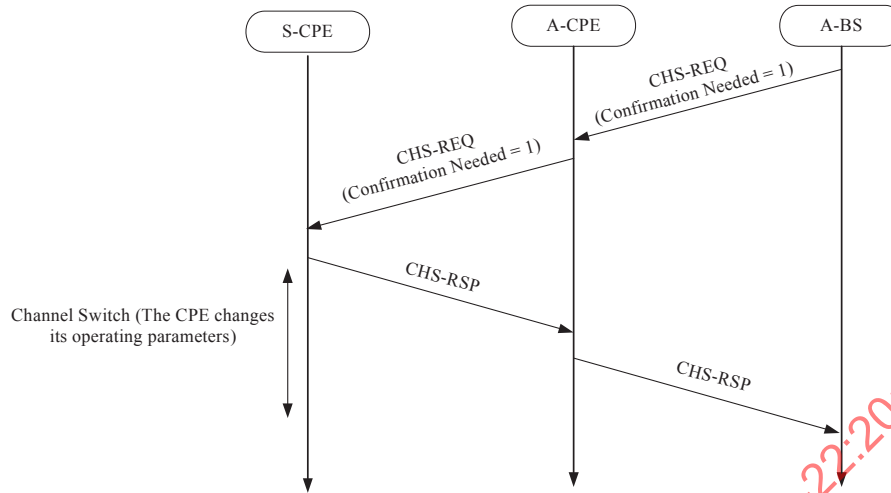 S-CPE
A-CPE
A-BS
CHS-REQ
(Confirmation Needed = 1)
CHS-REQ
(Confirmation Needed = 1)
CHS-RSP
Channel Switch (The CPE changes
its operating parameters)
CHS-RSP
:22:20